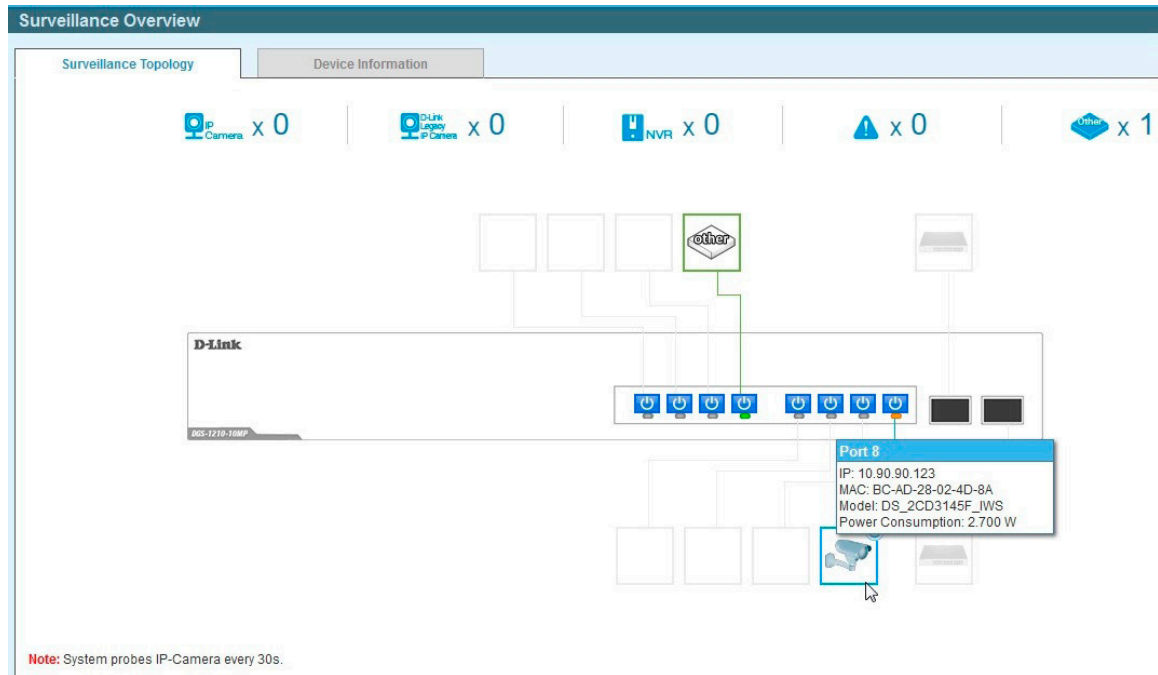 Surveillance Overview
Surveillance Topology
Device Information
IP Camera x 0
D-Link Legacy IP Camera x 0
NVR x 0
x 0
Other x 1
other
D-Link
DGS-1210-10MP
Port 8
IP: 10.90.90.123
MAC: BC-AD-28-02-4D-8A
Model: DS_2CD3145F_IWS
Power Consumption: 2.700 W
Note: System probes IP-Camera every 30s.